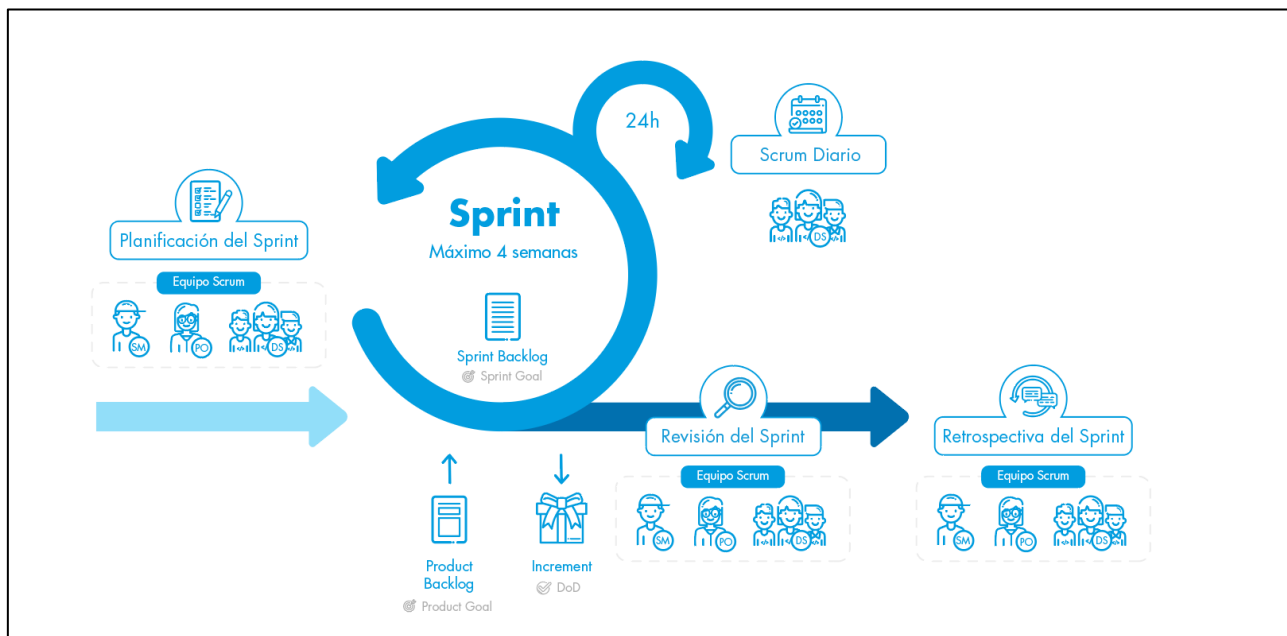 24h
Scrum Diario
DS
Sprint
Máximo 4 semanas
Planificación del Sprint
Equipo Scrum
SM
PO
DS
Sprint Backlog
Sprint Goal
Revisión del Sprint
Equipo Scrum
SM
PO
DS
Retrospectiva del Sprint
Equipo Scrum
SM
PO
DS
Product
Backlog
Product Goal
Increment
DoD